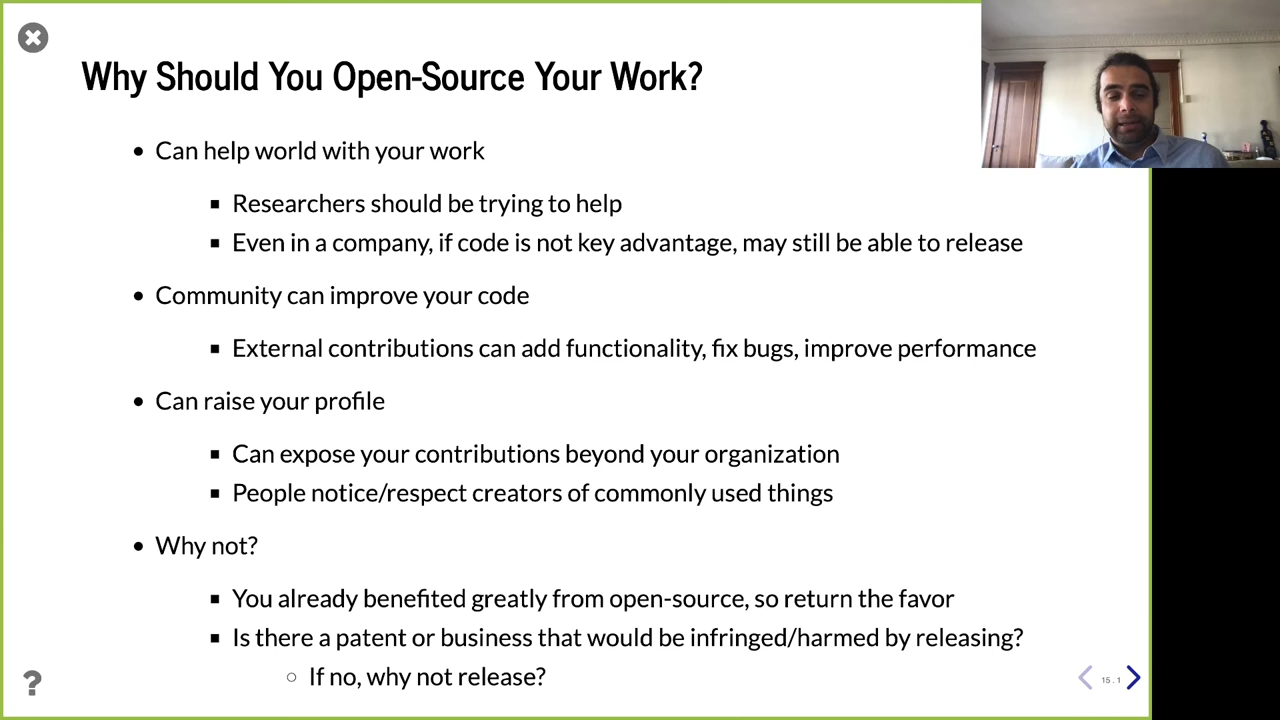 Why Should You Open-Source Your Work?
• Can help world with your work
▪ Researchers should be trying to help
▪ Even in a company, if code is not key advantage, may still be able to release
• Community can improve your code
▪ External contributions can add functionality, fix bugs, improve performance
• Can raise your profile
▪ Can expose your contributions beyond your organization
▪ People notice/respect creators of commonly used things
• Why not?
▪ You already benefited greatly from open-source, so return the favor
▪ Is there a patent or business that would be infringed/harmed by releasing?
○ If no, why not release?
?
15 . 1